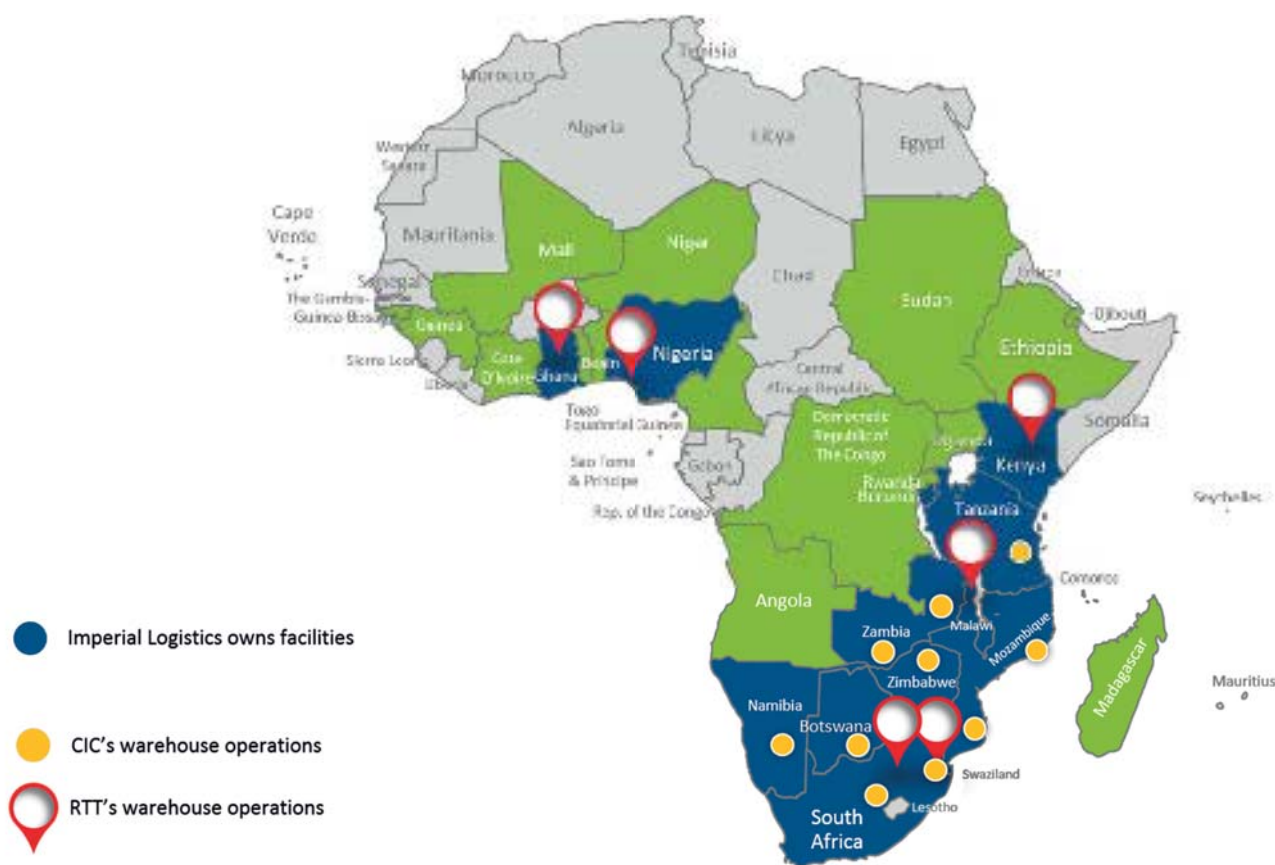 Tunisia
Morocco
Algeria
Libya
Egypt
Western
Sahara
Cape
Verde
Mauritania
Mali
Niger
Chad
Sudan
Eritrea
Senegal
The Gambia
Guinea-Bissau
Guinea
Djibouti
Sierra Leone
Cote
D'Ivoire
Ghana
Benin
Nigeria
Ethiopia
Liberia
Central
African Republic
Somalia
Togo
Equatorial Guinea
Democratic
Republic of
The Congo
Uganda
Kenya
Sao Tome
& Principe
Gabon
Rwanda
Burundi
Rep. of the Congo
Tanzania
Seychelles
Comoros
Angola
Malawi
Zambia
Mozambique
Imperial Logistics owns facilities
Zimbabwe
Madagascar
Mauritius
Namibia
Botswana
CIC's warehouse operations
Swaziland
RTT's warehouse operations
Lesotho
South
Africa